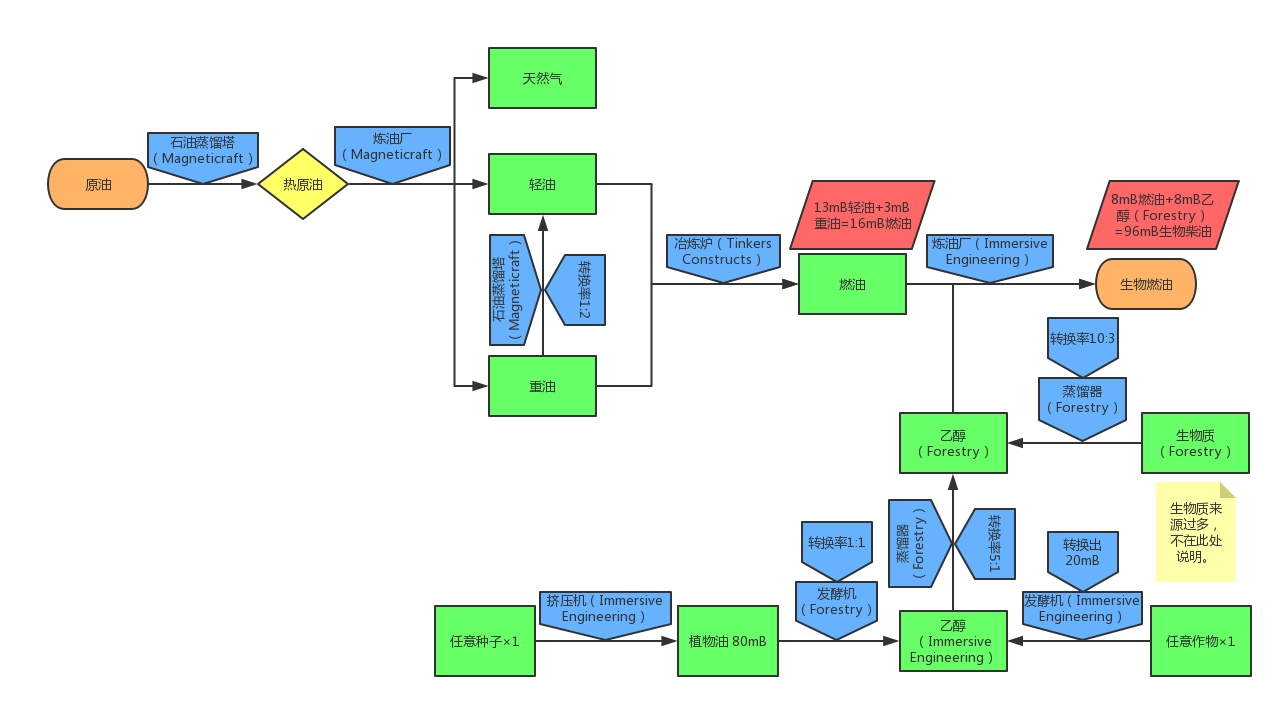 天然气
石油蒸馏塔
（Magneticraft）
炼油厂
（Magneticraft）
原油
热原油
轻油
13mB轻油+3mB
重油=16mB燃油
8mB燃油+8mB乙
醇（Forestry）
=96mB生物柴油
石油蒸馏塔
（Magneticraft）
转换率1:2
冶炼炉（Tinkers
Constructs）
炼油厂（Immersive
Engineering）
燃油
生物燃油
重油
转换率10:3
蒸馏器
（Forestry）
乙醇
（Forestry）
生物质
（Forestry）
生物质来
源过多，
不在此处
说明。
蒸馏器
（Forestry）
转换率5:1
转换率1:1
转换出
20mB
发酵机
（Forestry）
挤压机（Immersive
Engineering）
发酵机（Immersive
Engineering）
任意种子×1
植物油 80mB
乙醇
（Immersive
Engineering）
任意作物×1